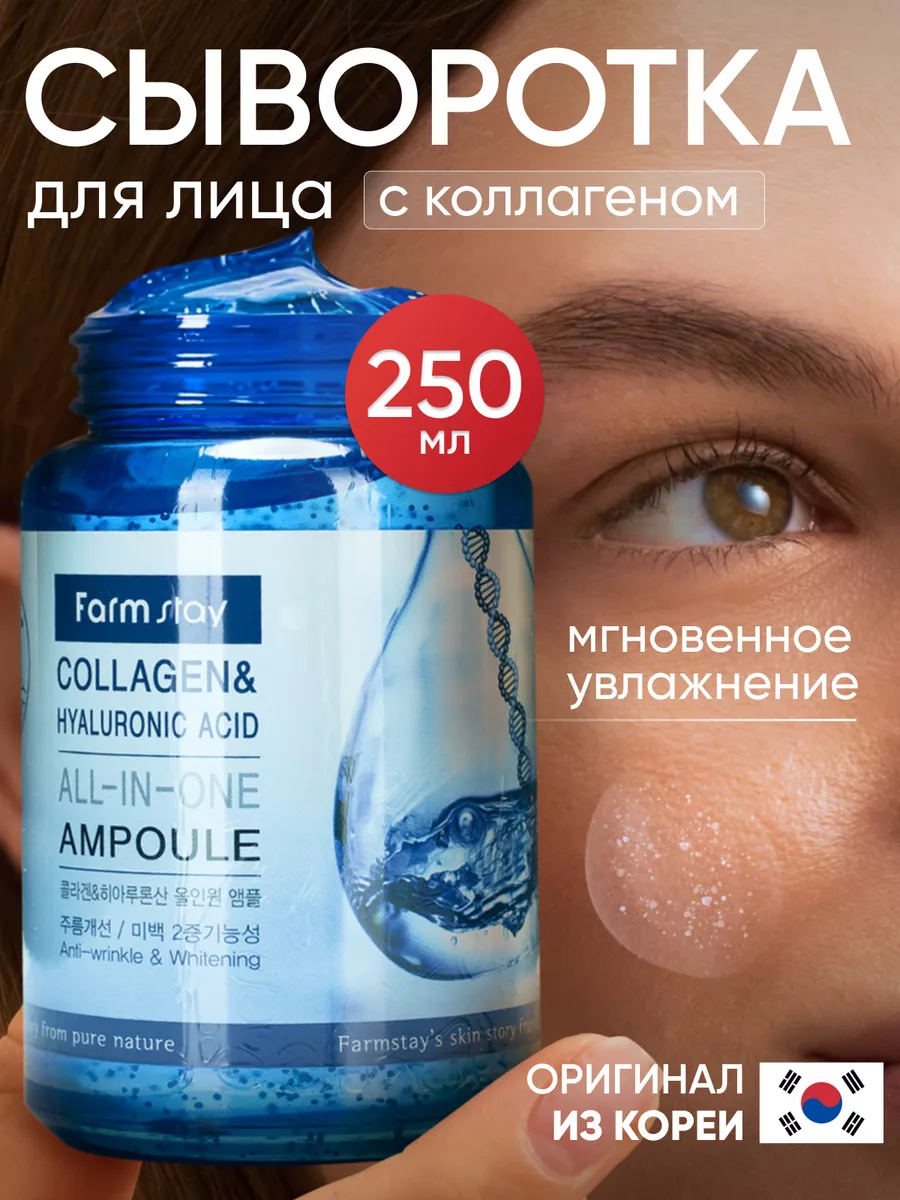 СЫВОРОТКА
для лица с коллагеном
250
мл
Farm stay
COLLAGEN&
HYALURONIC ACID
ALL-IN-ONE
AMPOULE
콜라겐&히아루론산 올인원 앰플
주름개선 / 미백 2중기능성
Anti-wrinkle & Whitening
from pure nature
Farmstay's skin story
мгновенное
увлажнение
ОРИГИНАЛ
ИЗ КОРЕИ